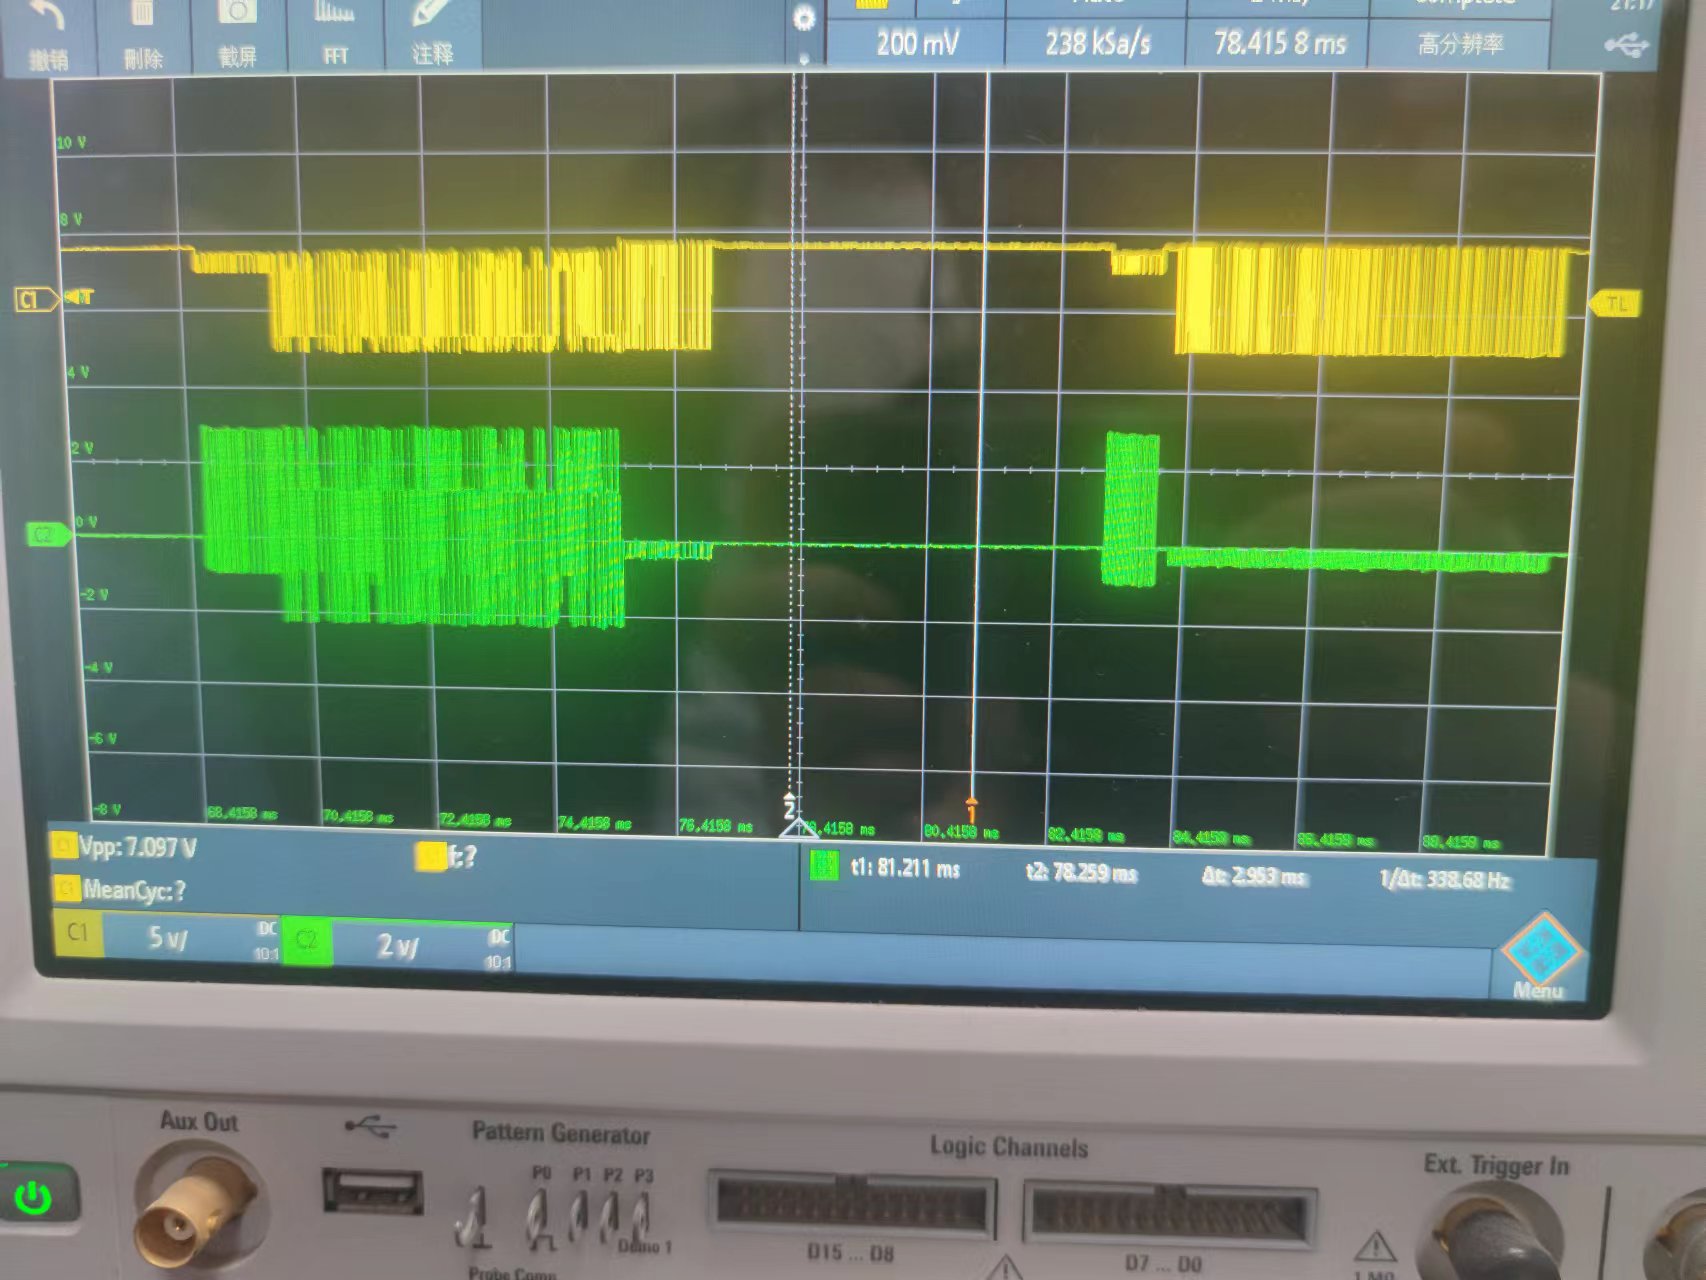 撤销
删除
截屏
FFT
注释
200 mV
238 kSa/s
78.415 8 ms
高分辨率
21:17
10 V
8 V
C1
TL
4 V
2 V
C2
0 V
-2 V
-4 V
-6 V
-8 V
68.4158 ms
70.4158 ms
72.4158 ms
74.4158 ms
76.4158 ms
2
78.4158 ms
80.4158 ms
1
82.4158 ms
84.4158 ms
86.4158 ms
88.4158 ms
Vpp: 7.097 V
f: ?
t1: 81.211 ms
t2: 78.259 ms
Δt: 2.953 ms
1/Δt: 338.68 Hz
MeanCyc: ?
C1
5 V/
DC
10:1
C2
2 V/
DC
10:1
Menu
Aux Out
Pattern Generator
P0 P1 P2 P3
Demo 1
Probe Comp
Logic Channels
D15 ... D8
D7 ... D0
Ext. Trigger In
1 MΩ